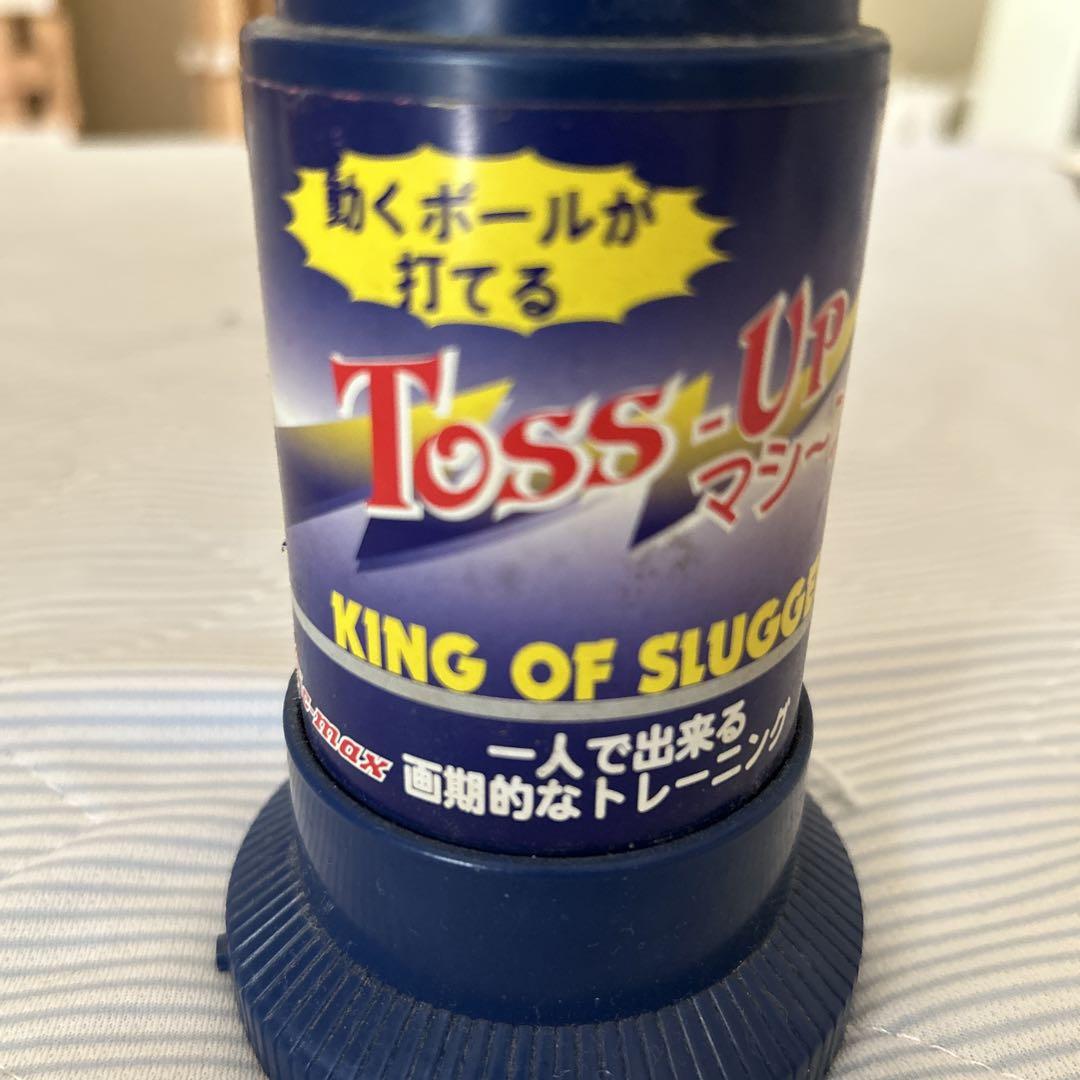 動くボールが
打てる
Toss-Up
マシー
KING OF SLUGGE
-max
一人で出来る
画期的なトレーニング